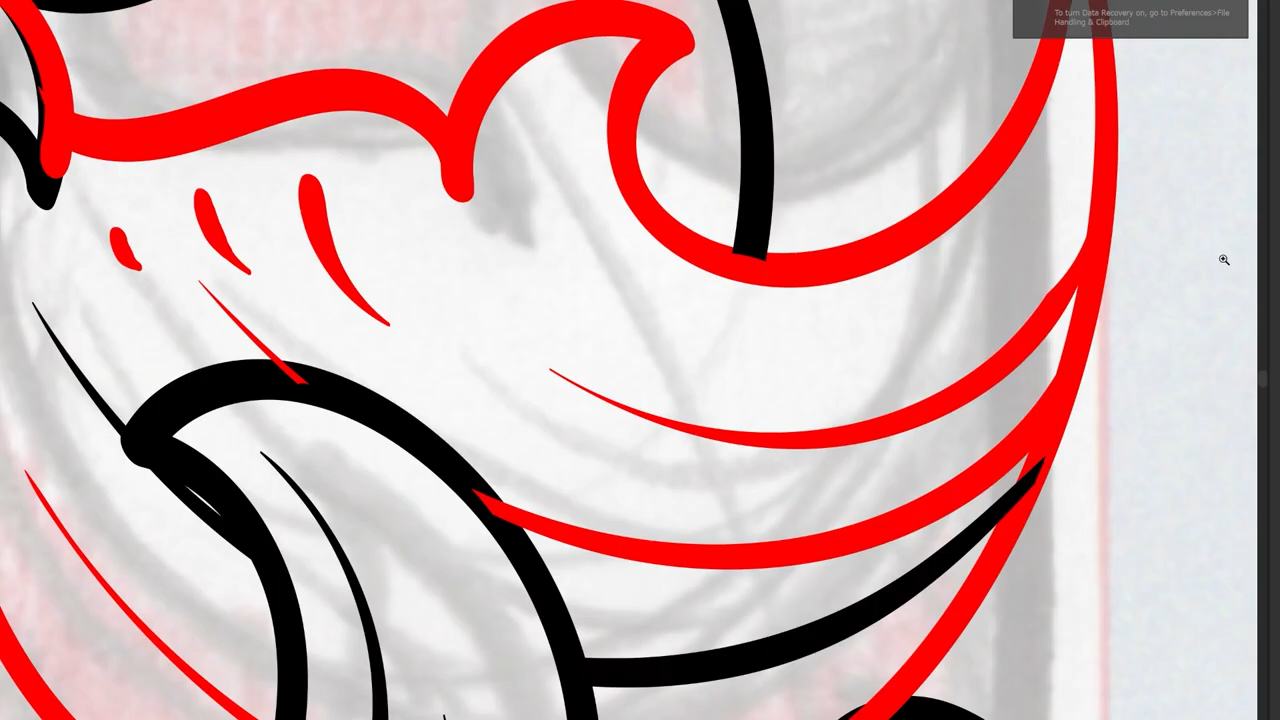 To turn Data Recovery on, go to Preferences>File
Handling & Clipboard